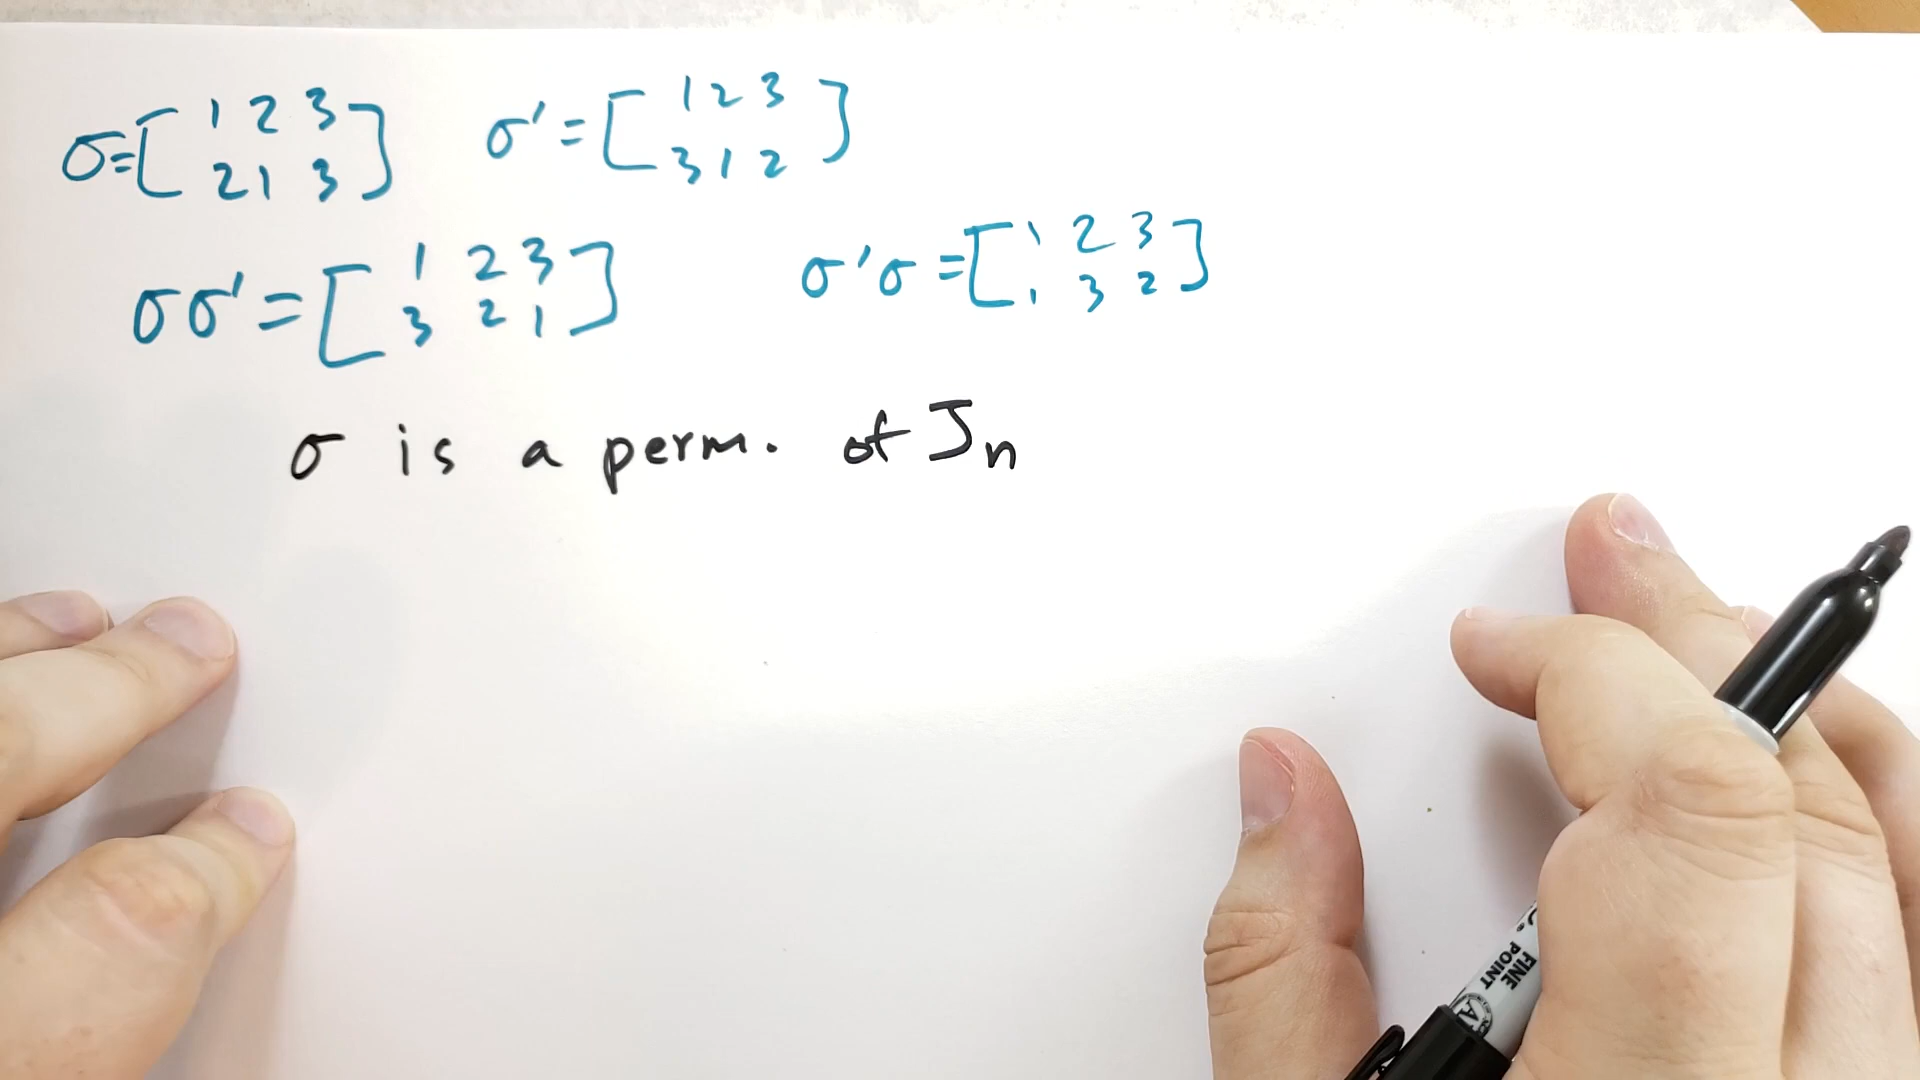 σ=[1 2 3 σ'=[1 2 3
2 1 3] 3 1 2]
σσ' = [1 2 3 σ'σ =[1 2 3
3 2 1] 1 3 2]
σ is a perm. of Jn
FINE
POINT